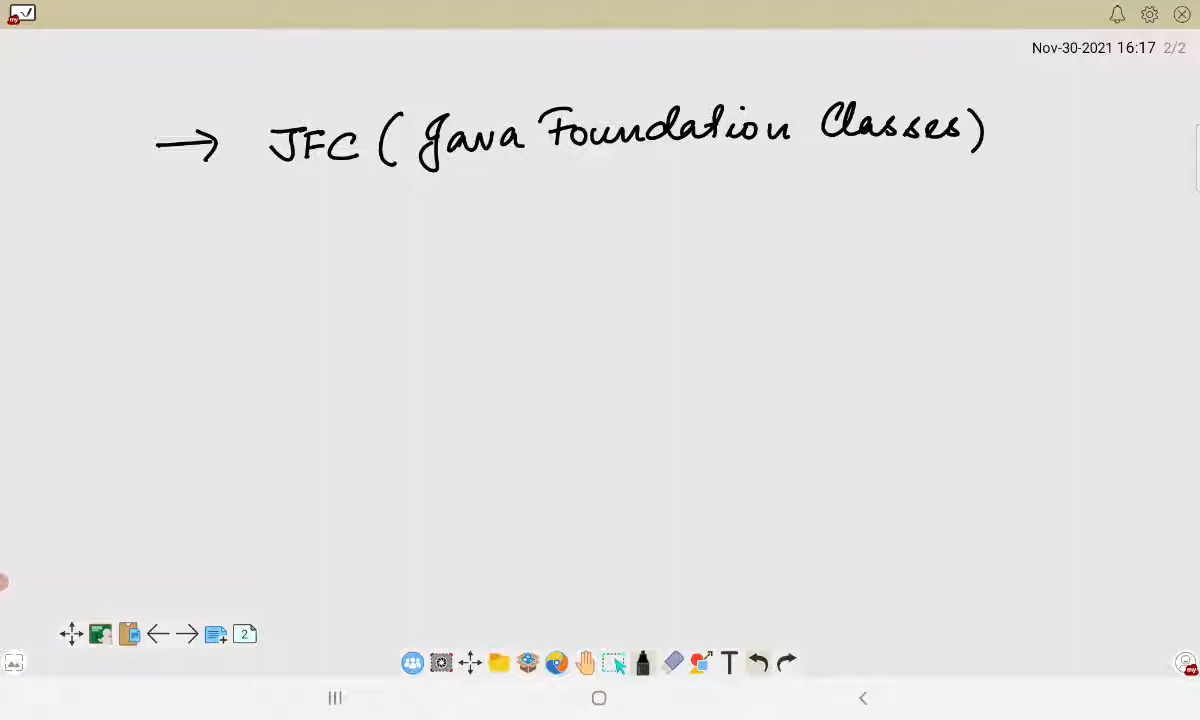 Nov-30-2021 16:17 2/2
→ JFC (Java Foundation Classes)
2